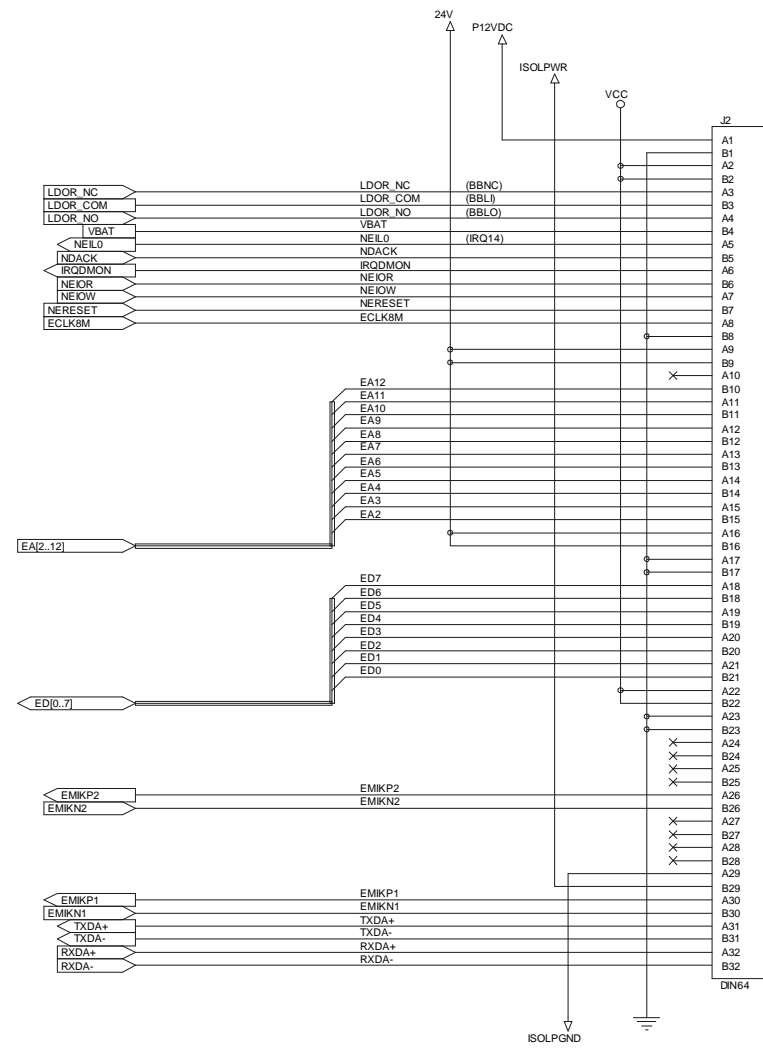 24V
P12VDC
ISOLPWR
VCC
J2
A1
B1
A2
B2
LDOR_NC LDOR_NC (BBNC) A3
LDOR_COM LDOR_COM (BBLI) B3
LDOR_NO LDOR_NO (BBLO) A4
VBAT VBAT B4
NEIL0 NEIL0 (IRQ14) A5
NDACK NDACK B5
IRQDMON IRQDMON A6
NEIOR NEIOR B6
NEIOW NEIOW A7
NERESET NERESET B7
ECLK8M ECLK8M A8
B8
A9
B9
A10
EA12 B10
EA11 A11
EA10 B11
EA9 A12
EA8 B12
EA7 A13
EA6 B13
EA5 A14
EA4 B14
EA3 A15
EA2 B15
A16
EA[2..12] B16
A17
B17
ED7 A18
ED6 B18
ED5 A19
ED4 B19
ED3 A20
ED2 B20
ED1 A21
ED0 B21
A22
ED[0..7] B22
A23
B23
A24
B24
A25
B25
EMIKP2 EMIKP2 A26
EMIKN2 EMIKN2 B26
A27
B27
A28
B28
A29
B29
EMIKP1 EMIKP1 A30
EMIKN1 EMIKN1 B30
TXDA+ TXDA+ A31
TXDA- TXDA- B31
RXDA+ RXDA+ A32
RXDA- RXDA- B32
DIN64
ISOLPGND